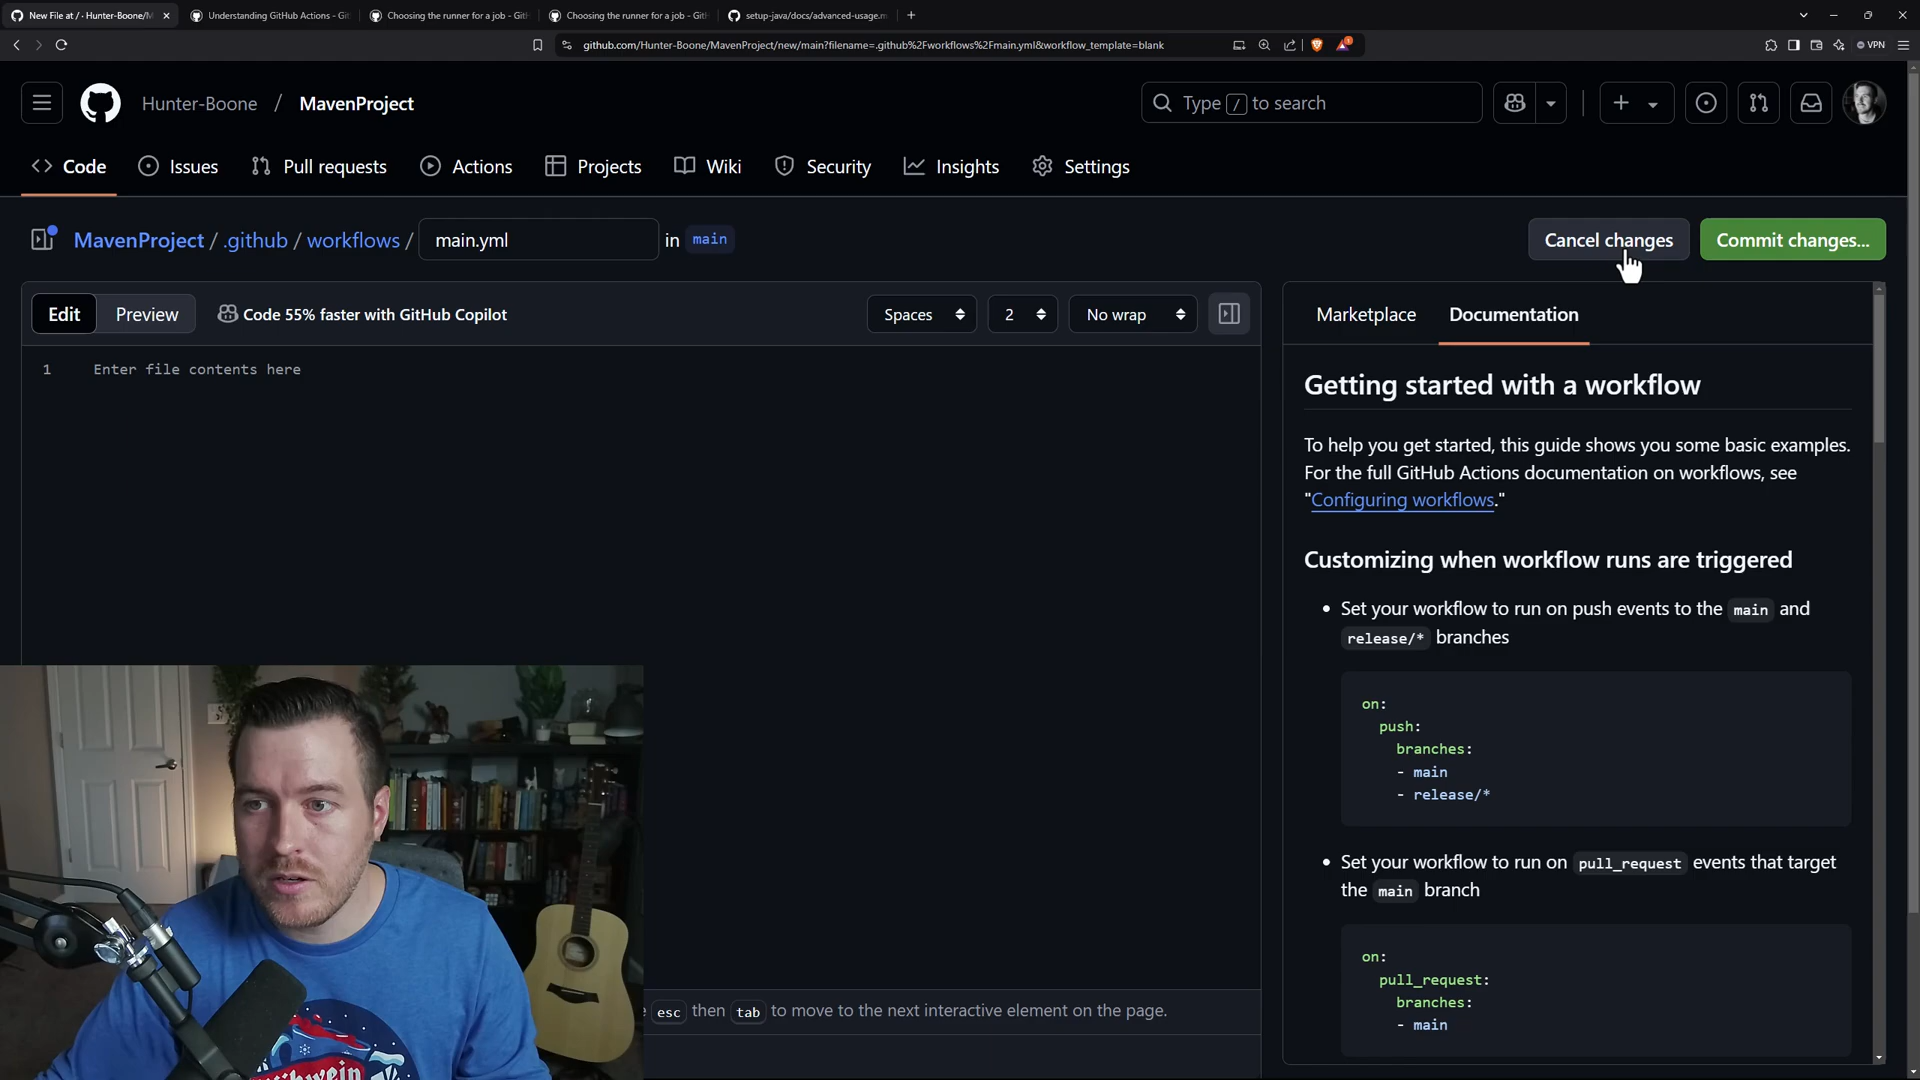 New File at / · Hunter-Boone/M
Understanding GitHub Actions - Git
Choosing the runner for a job - GitH
Choosing the runner for a job - GitH
setup-java/docs/advanced-usage.m
github.com/Hunter-Boone/MavenProject/new/main?filename=.github%2Fworkflows%2Fmain.yml&workflow_template=blank
1
VPN
Hunter-Boone / MavenProject
Type / to search
Code
Issues
Pull requests
Actions
Projects
Wiki
Security
Insights
Settings
MavenProject / .github / workflows / main.yml in main
Cancel changes
Commit changes...
Edit
Preview
Code 55% faster with GitHub Copilot
Spaces
2
No wrap
1 Enter file contents here
esc then tab to move to the next interactive element on the page.
Marketplace
Documentation
Getting started with a workflow
To help you get started, this guide shows you some basic examples.
For the full GitHub Actions documentation on workflows, see
"Configuring workflows."
Customizing when workflow runs are triggered
• Set your workflow to run on push events to the main and
release/* branches
on:
push:
branches:
- main
- release/*
• Set your workflow to run on pull_request events that target
the main branch
on:
pull_request:
branches:
- main